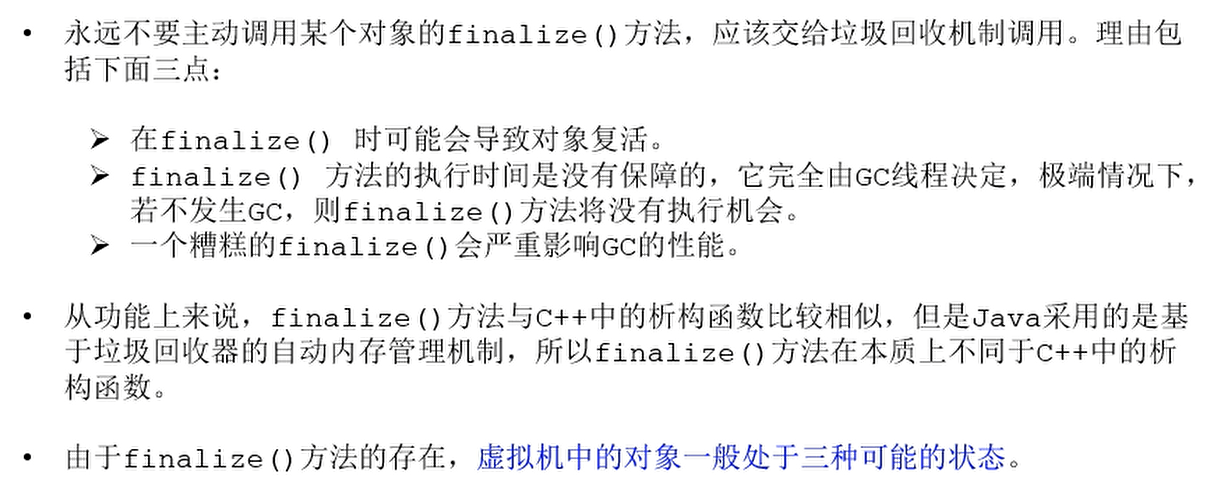 • 永远不要主动调用某个对象的finalize()方法，应该交给垃圾回收机制调用。理由包
括下面三点：
➢ 在finalize() 时可能会导致对象复活。
➢ finalize() 方法的执行时间是没有保障的，它完全由GC线程决定，极端情况下，
若不发生GC，则finalize()方法将没有执行机会。
➢ 一个糟糕的finalize()会严重影响GC的性能。
• 从功能上来说，finalize()方法与C++中的析构函数比较相似，但是Java采用的是基
于垃圾回收器的自动内存管理机制，所以finalize()方法在本质上不同于C++中的析
构函数。
• 由于finalize()方法的存在，虚拟机中的对象一般处于三种可能的状态。